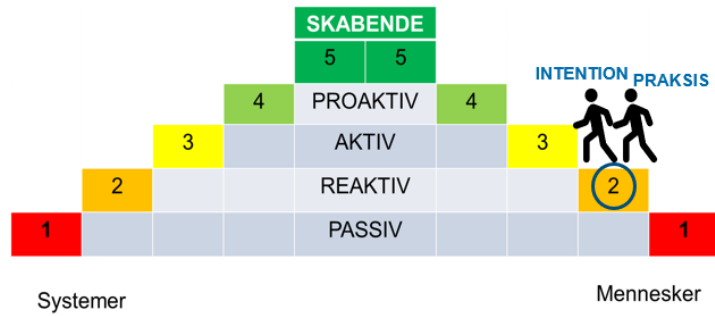 SKABENDE
5 5
INTENTION PRAKSIS
4 PROAKTIV 4
3 AKTIV 3
2 REAKTIV 2
1 PASSIV 1
Systemer Mennesker